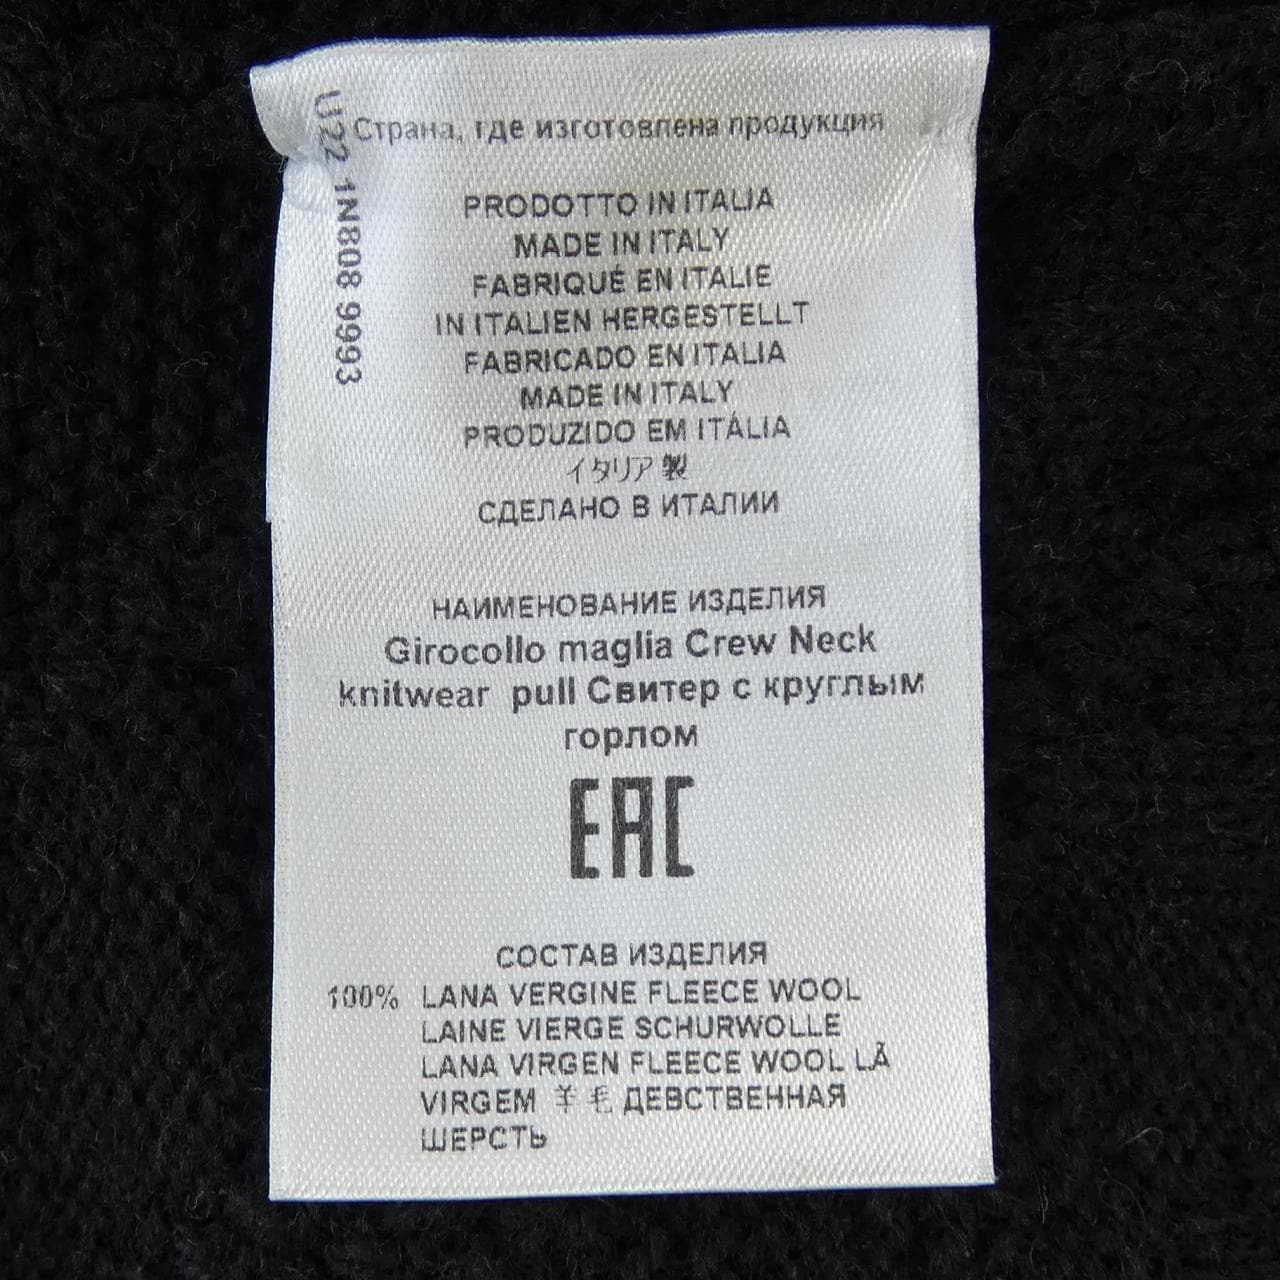 Страна, где изготовлена продукция
U22 1N808 9993
PRODOTTO IN ITALIA
MADE IN ITALY
FABRIQUÉ EN ITALIE
IN ITALIEN HERGESTELLT
FABRICADO EN ITALIA
MADE IN ITALY
PRODUZIDO EM ITÁLIA
イタリア製
СДЕЛАНО В ИТАЛИИ
НАИМЕНОВАНИЕ ИЗДЕЛИЯ
Girocollo maglia Crew Neck
knitwear pull Свитер с круглым
горлом
EAC
СОСТАВ ИЗДЕЛИЯ
100% LANA VERGINE FLEECE WOOL
LAINE VIERGE SCHURWOLLE
LANA VIRGEN FLEECE WOOL LÃ
VIRGEM 羊毛 ДЕВСТВЕННАЯ
ШЕРСТЬ